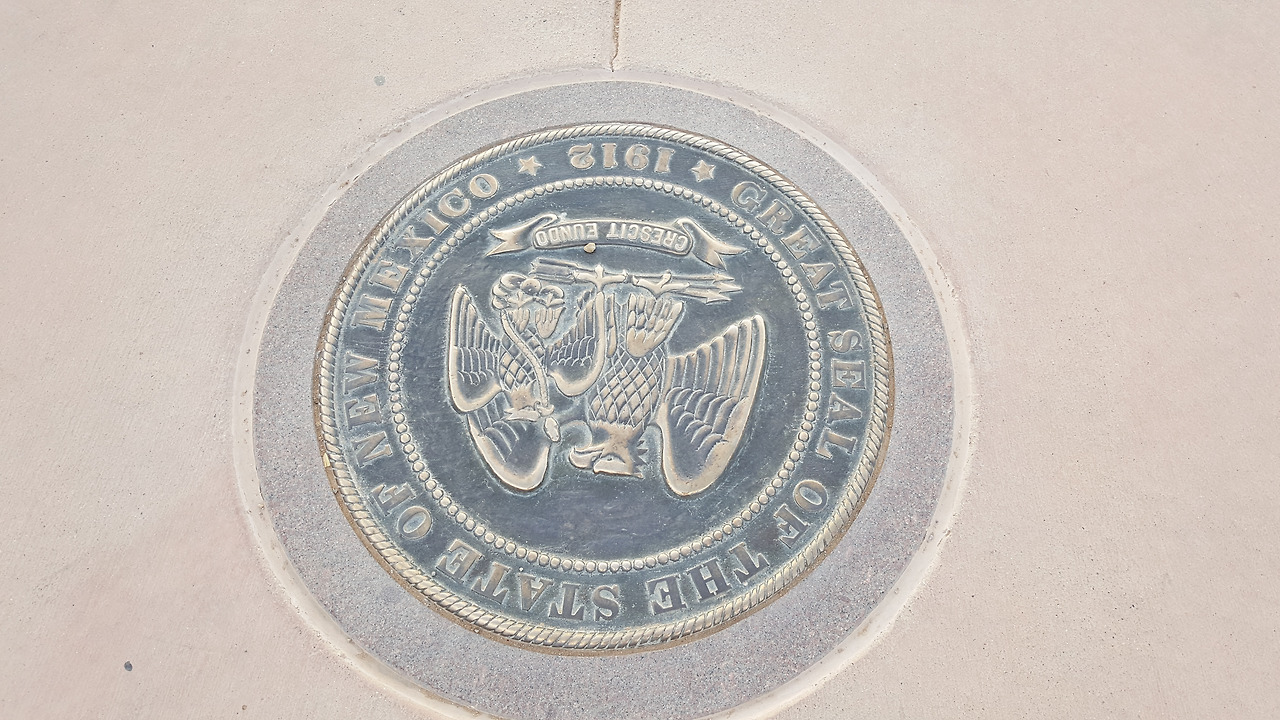 GREAT SEAL OF THE STATE OF NEW MEXICO
★ 1912 ★
CRESCIT EUNDO